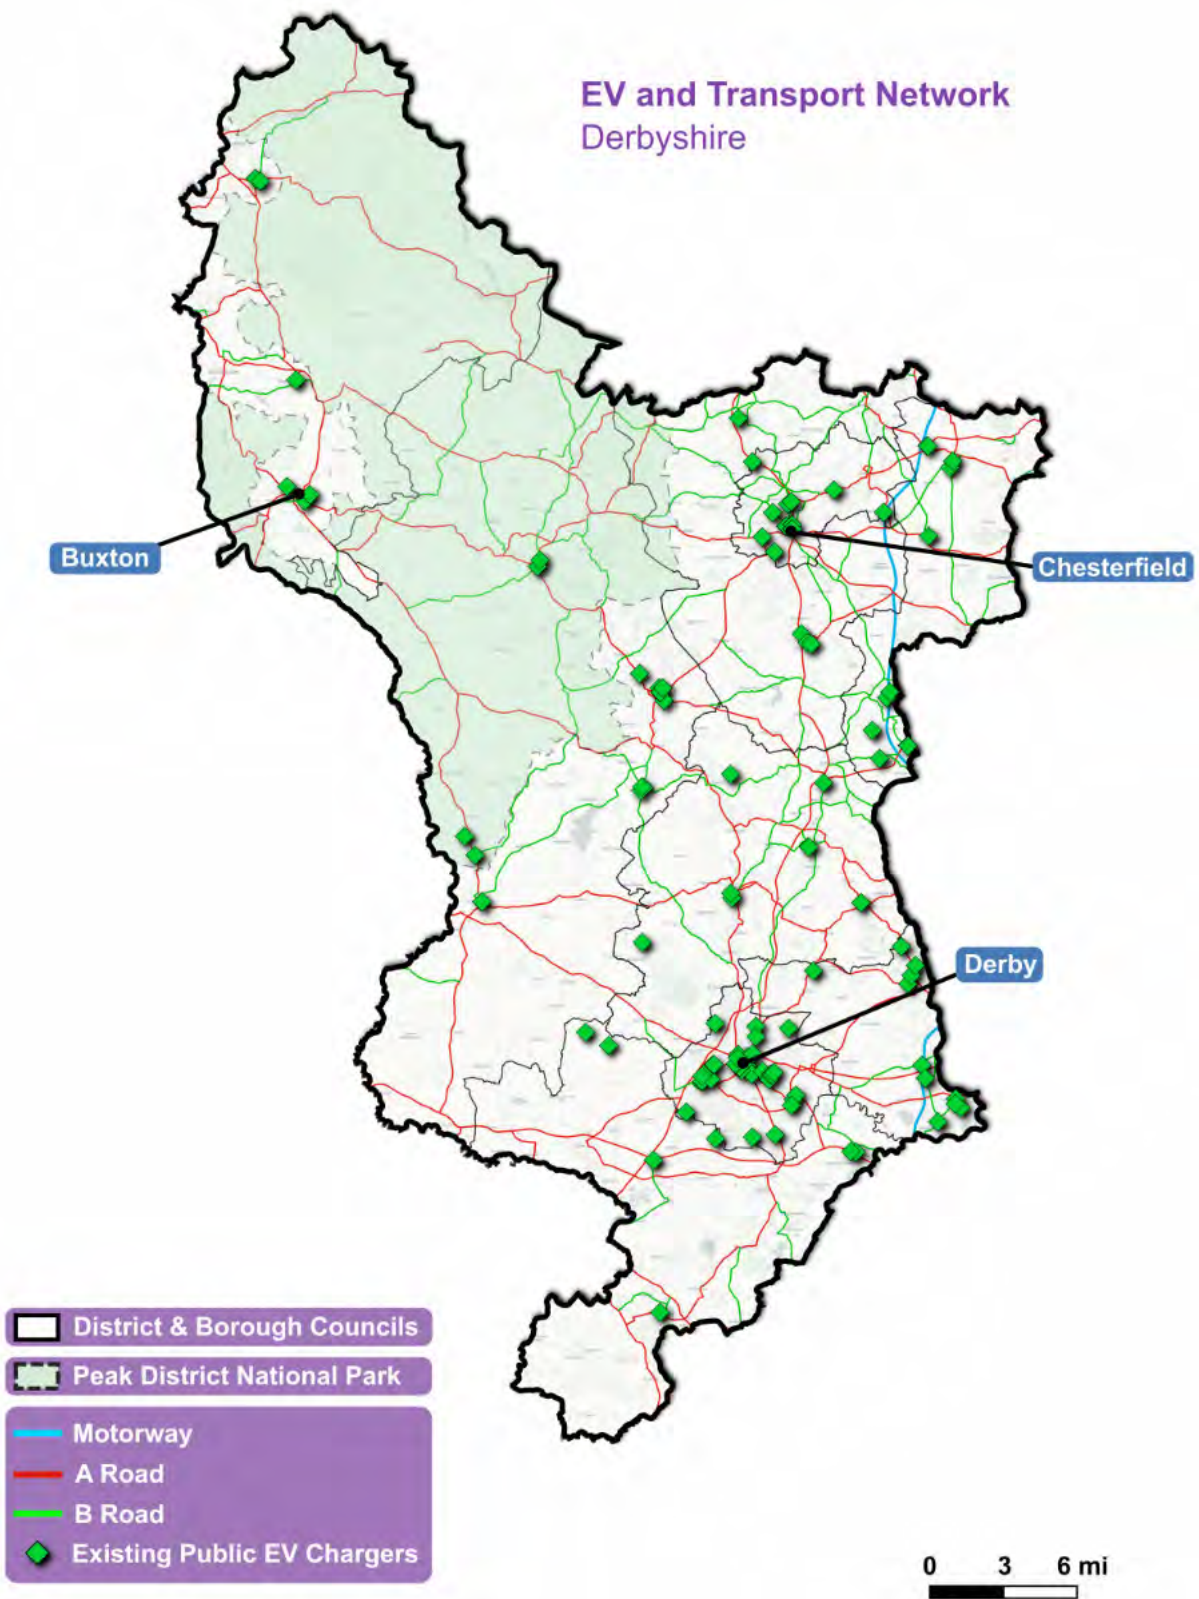 EV and Transport Network
Derbyshire
Buxton
Chesterfield
Derby
District & Borough Councils
Peak District National Park
Motorway
A Road
B Road
Existing Public EV Chargers
0 3 6 mi